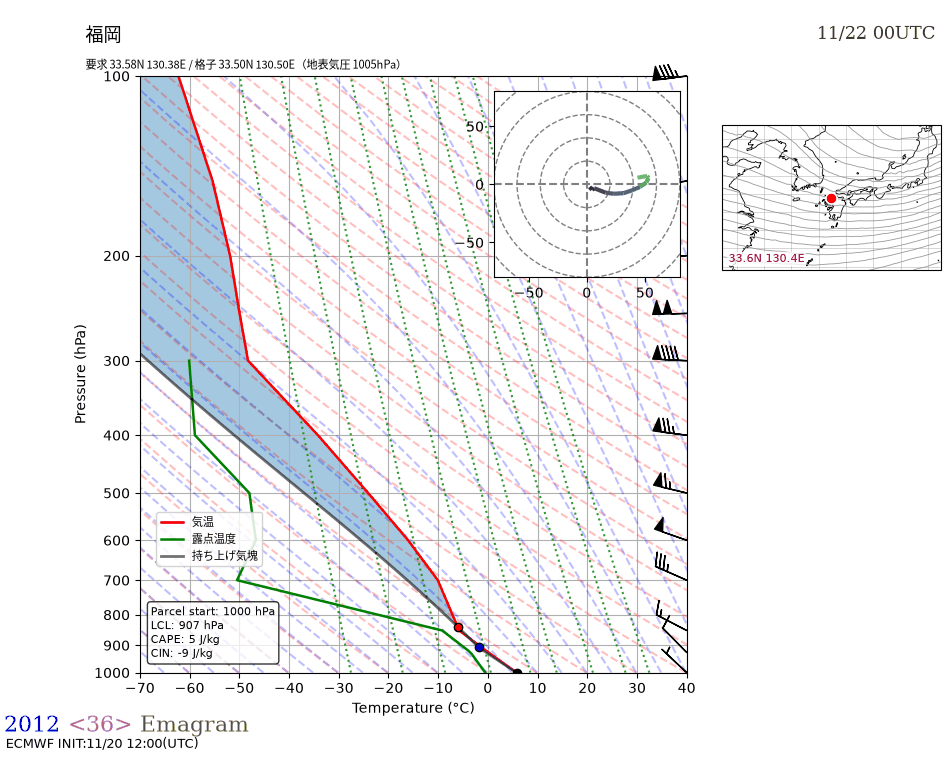 福岡
11/22 00UTC
要求 33.58N 130.38E / 格子 33.50N 130.50E（地表気圧 1005hPa）
100
200
300
400
500
600
700
800
900
1000
Pressure (hPa)
−70 −60 −50 −40 −30 −20 −10 0 10 20 30 40
Temperature (°C)
50
0
−50
−50 0 50
33.6N 130.4E
気温
露点温度
持ち上げ気塊
Parcel start: 1000 hPa
LCL: 907 hPa
CAPE: 5 J/kg
CIN: -9 J/kg
2012 <36> Emagram
ECMWF INIT:11/20 12:00(UTC)